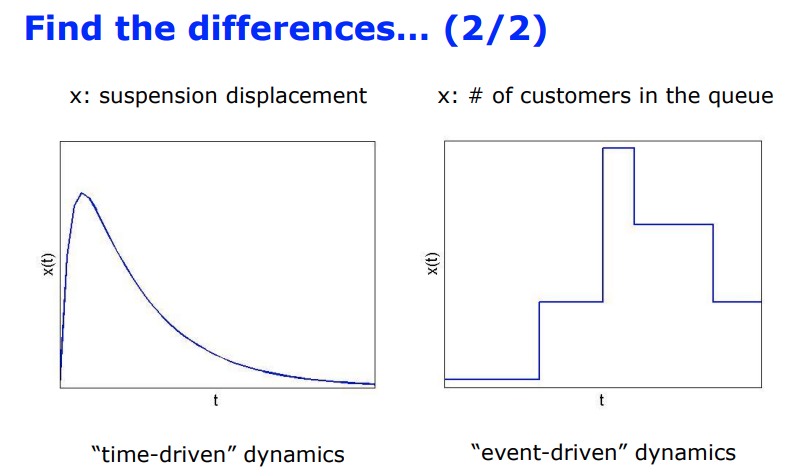 Find the differences... (2/2)
x: suspension displacement
x: # of customers in the queue
x(t)
t
x(t)
t
“time-driven” dynamics
“event-driven” dynamics